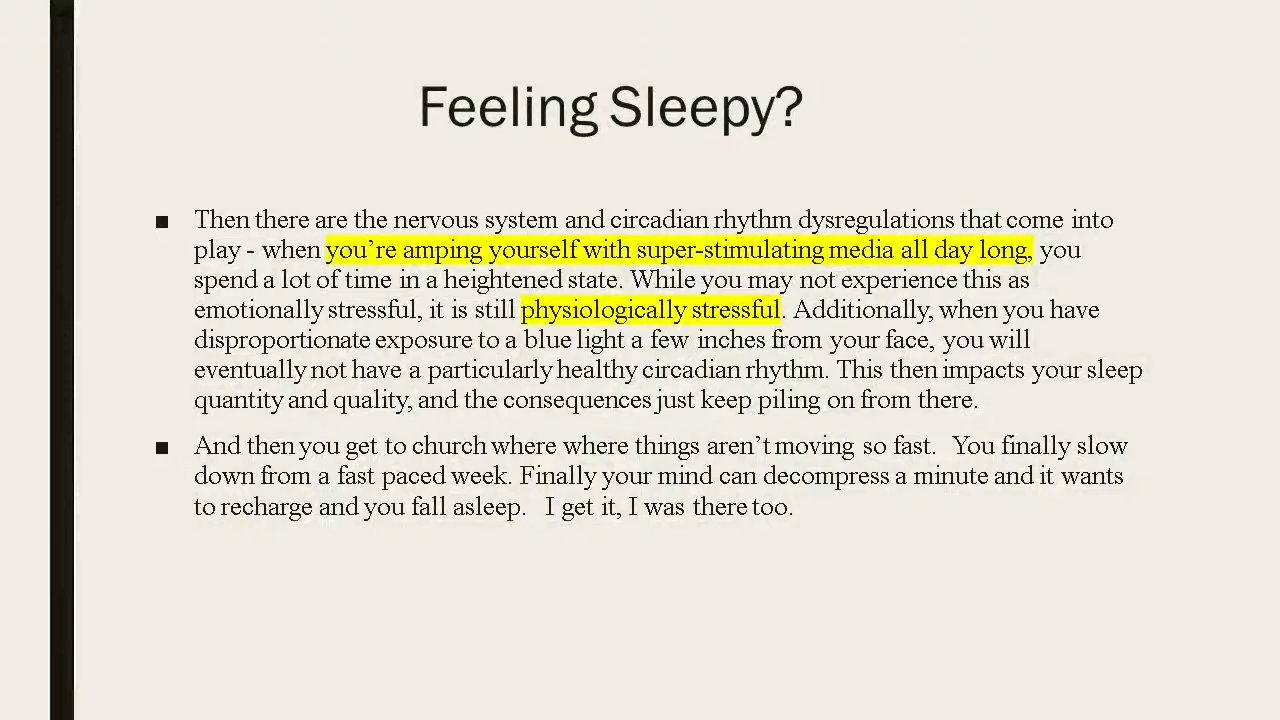 Feeling Sleepy?
■ Then there are the nervous system and circadian rhythm dysregulations that come into
play - when you’re amping yourself with super-stimulating media all day long, you
spend a lot of time in a heightened state. While you may not experience this as
emotionally stressful, it is still physiologically stressful. Additionally, when you have
disproportionate exposure to a blue light a few inches from your face, you will
eventually not have a particularly healthy circadian rhythm. This then impacts your sleep
quantity and quality, and the consequences just keep piling on from there.
■ And then you get to church where where things aren’t moving so fast.   You finally slow
down from a fast paced week. Finally your mind can decompress a minute and it wants
to recharge and you fall asleep.   I get it, I was there too.